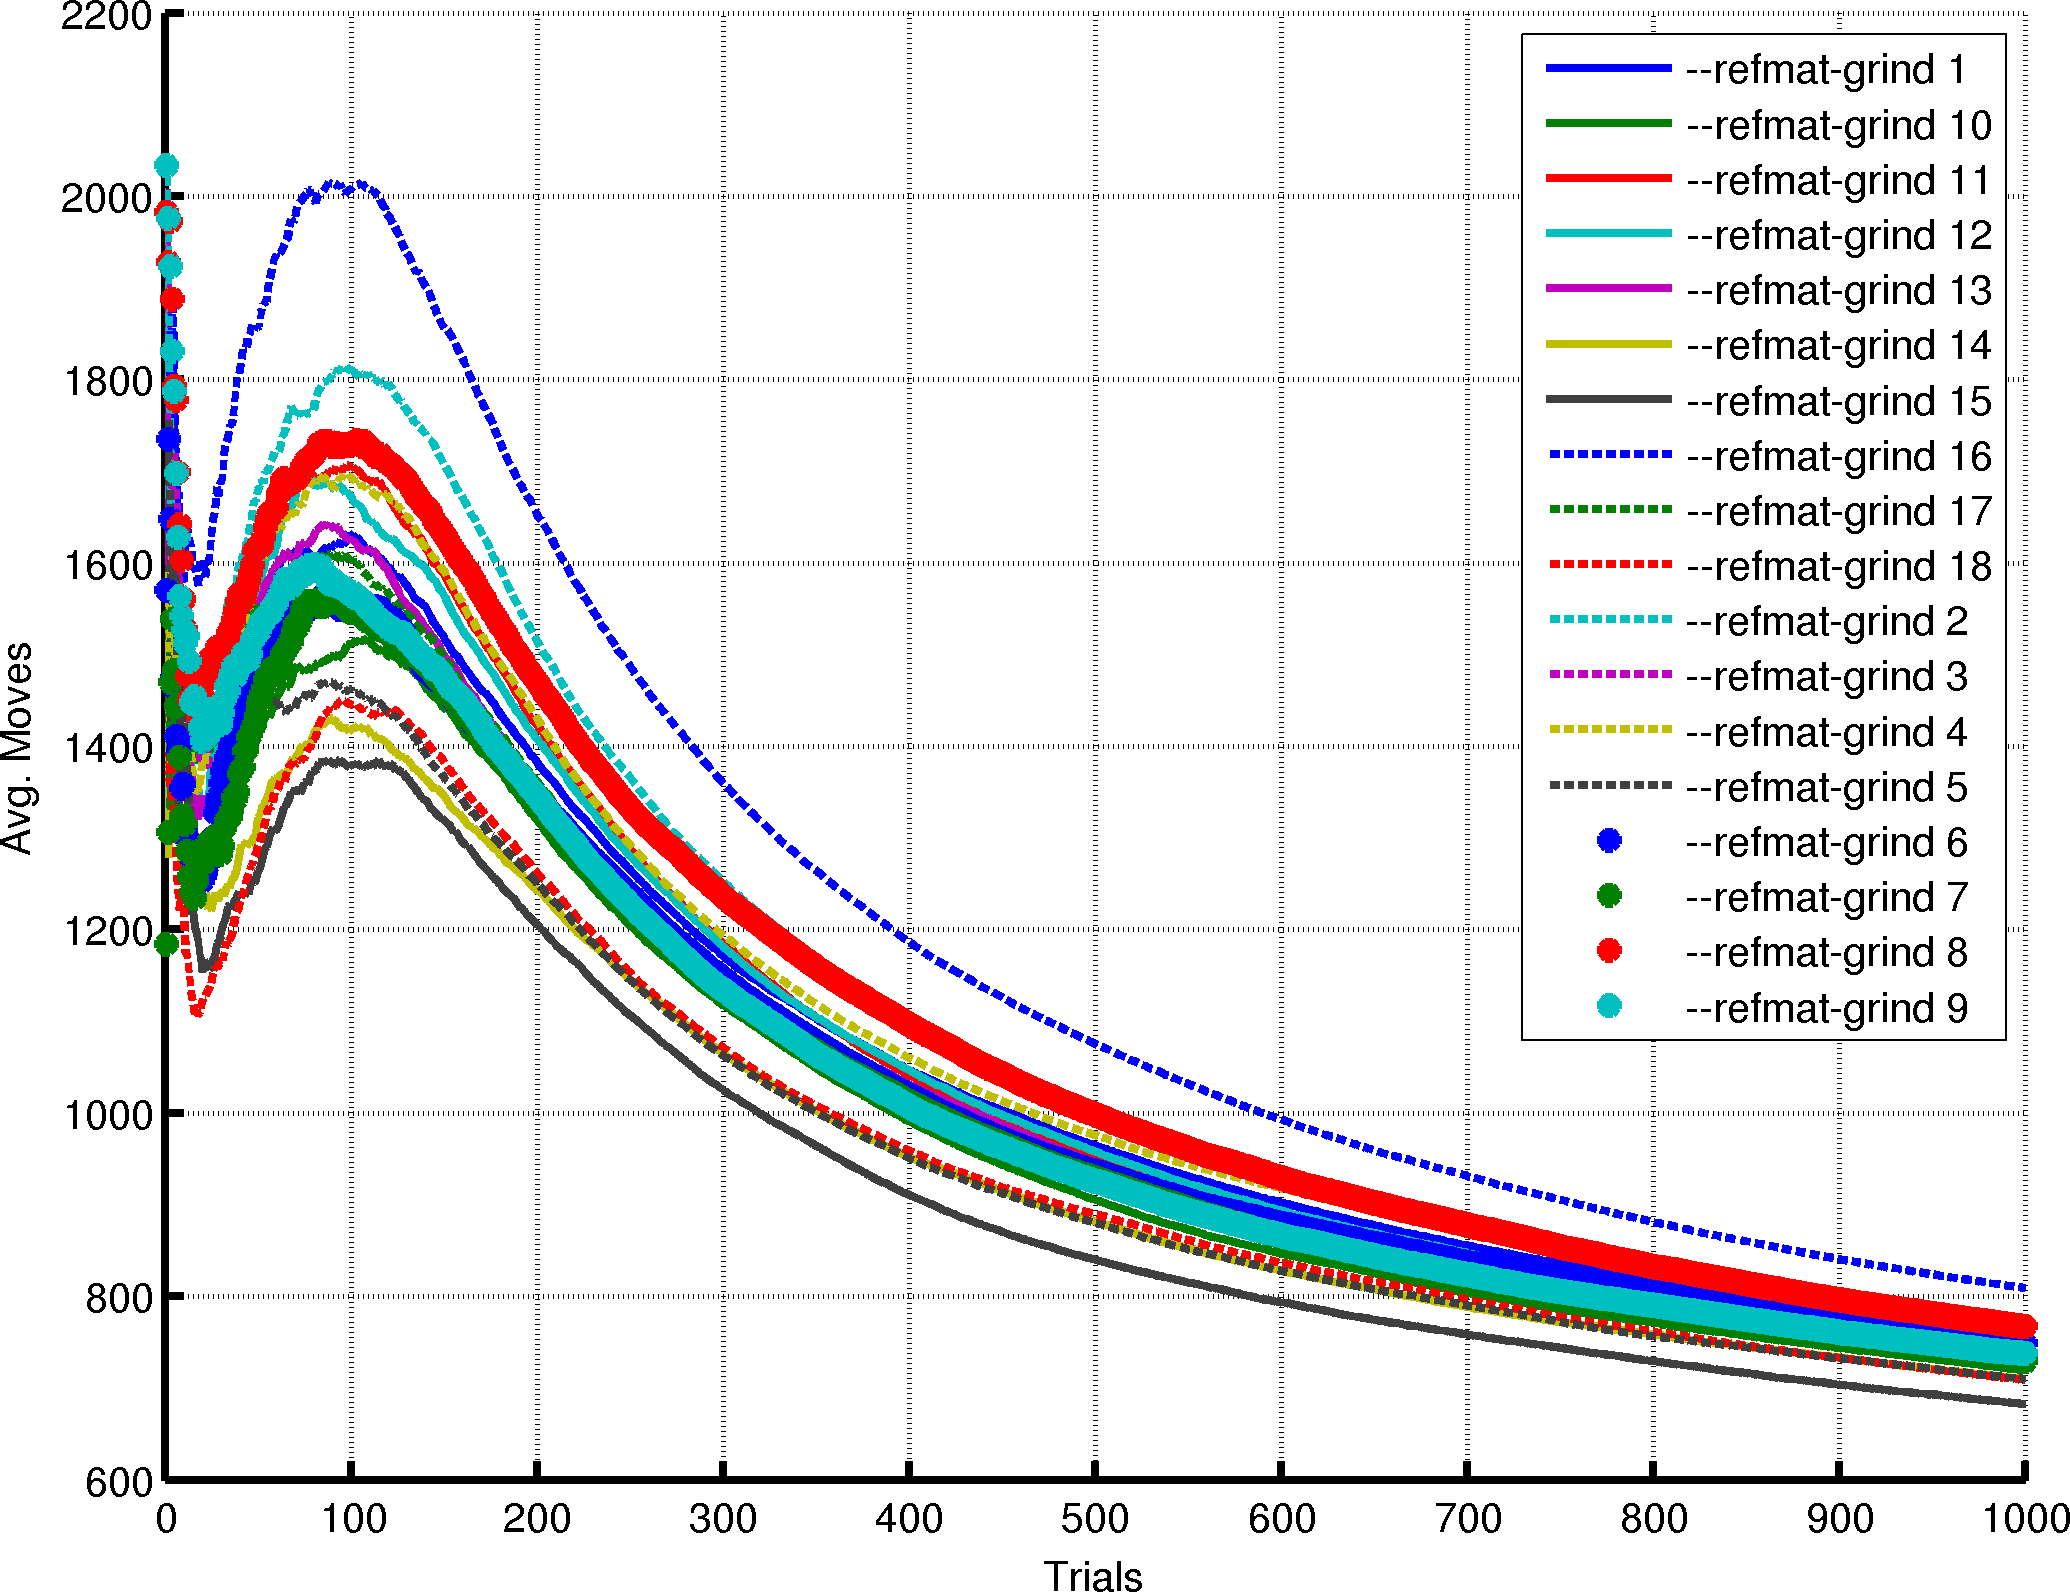 2200
2000
1800
1600
1400
1200
1000
800
600
Avg. Moves
0 100 200 300 400 500 600 700 800 900 1000
Trials
--refmat-grind 1
--refmat-grind 10
--refmat-grind 11
--refmat-grind 12
--refmat-grind 13
--refmat-grind 14
--refmat-grind 15
--refmat-grind 16
--refmat-grind 17
--refmat-grind 18
--refmat-grind 2
--refmat-grind 3
--refmat-grind 4
--refmat-grind 5
--refmat-grind 6
--refmat-grind 7
--refmat-grind 8
--refmat-grind 9